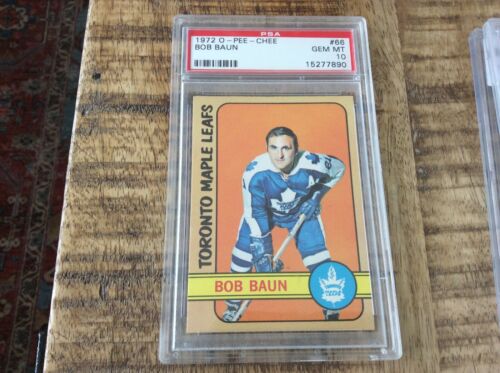 PSA
1972 O-PEE-CHEE #66
BOB BAUN GEM MT
10
15277890
TORONTO MAPLE LEAFS
A
BOB BAUN